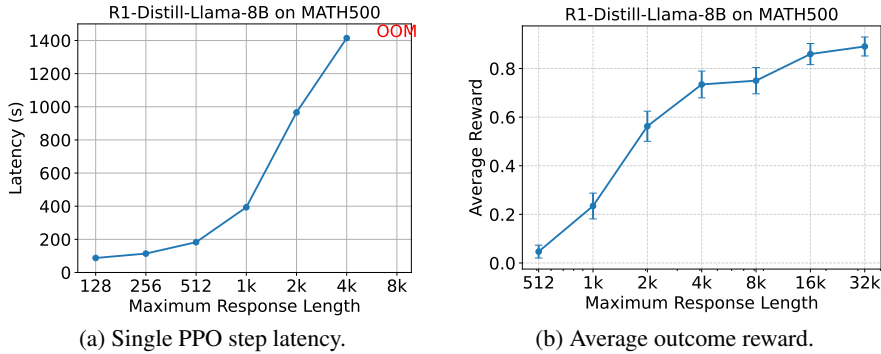 R1-Distill-Llama-8B on MATH500
OOM
1400
1200
1000
800
600
400
200
0
Latency (s)
128 256 512 1k 2k 4k 8k
Maximum Response Length
(a) Single PPO step latency.
R1-Distill-Llama-8B on MATH500
0.8
0.6
0.4
0.2
0.0
Average Reward
512 1k 2k 4k 8k 16k 32k
Maximum Response Length
(b) Average outcome reward.